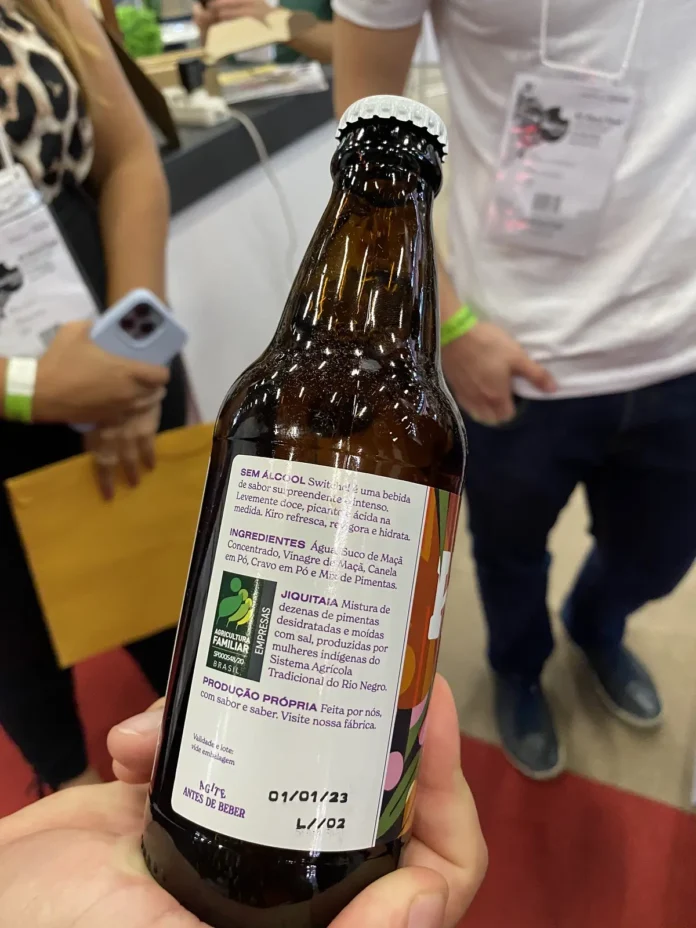 SEM ÁLCOOL Switchel é uma bebida
de sabor surpreendente e intenso.
Levemente doce, picante e ácida na
medida. Kiro refresca, revigora e hidrata.
INGREDIENTES Água, Suco de Maçã
Concentrado, Vinagre de Maçã, Canela
em Pó, Cravo em Pó e Mix de Pimentas.
JIQUITAIA Mistura de
dezenas de pimentas
desidratadas e moídas
com sal, produzidas por
mulheres indígenas do
Sistema Agrícola
Tradicional do Rio Negro.
AGRICULTURA
FAMILIAR
BRASIL
EMPRESAS
PRODUÇÃO PRÓPRIA Feita por nós,
com sabor e saber. Visite nossa fábrica.
Validade e lote:
vide embalagem
AGITE
ANTES DE BEBER
01/01/23
L//02